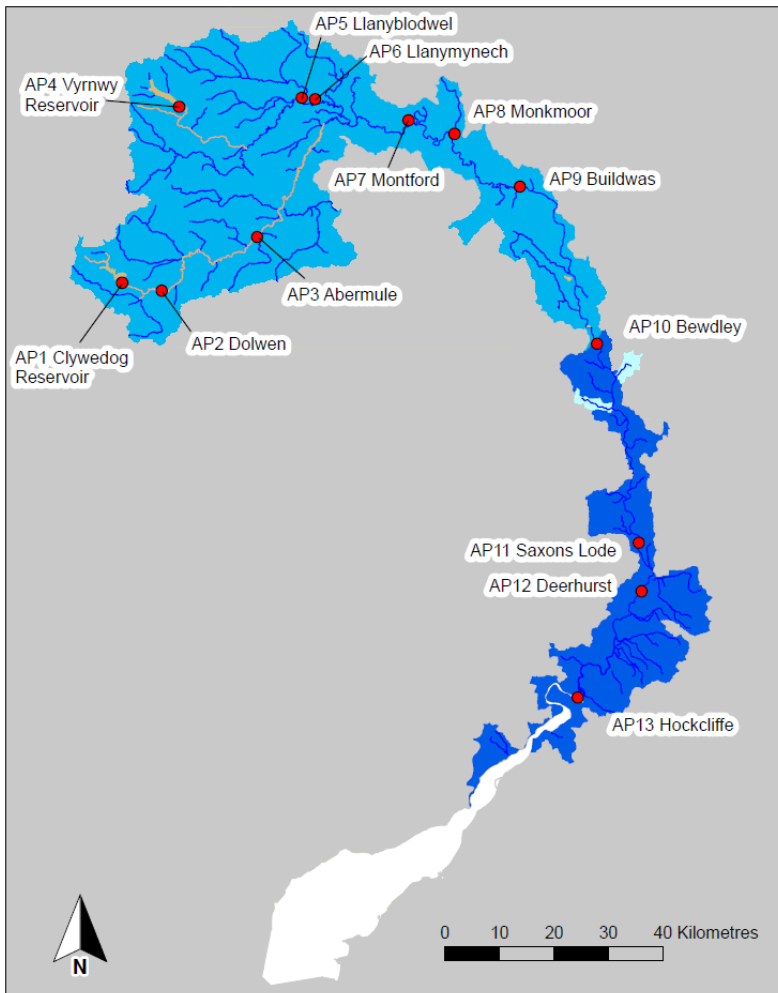 AP5 Llanyblodwel
AP6 Llanymynech
AP4 Vyrnwy
Reservoir
AP8 Monkmoor
AP7 Montford
AP9 Buildwas
AP3 Abermule
AP2 Dolwen
AP1 Clywedog
Reservoir
AP10 Bewdley
AP11 Saxons Lode
AP12 Deerhurst
AP13 Hockcliffe
0 10 20 30 40 Kilometres
N